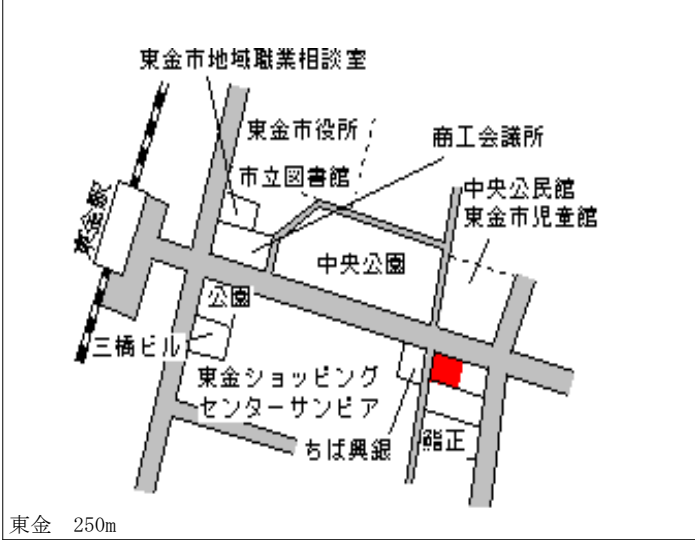 東金市地域職業相談室
東金市役所
商工会議所
市立図書館
中央公民館
東金市児童館
東金駅
中央公園
公園
三橋ビル
東金ショッピング
センターサンピア
ちば興銀
鮨正
東金　250m